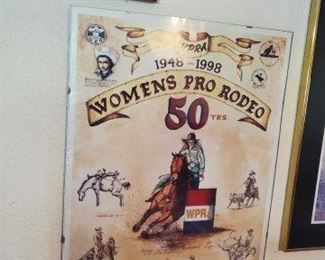 WPRA
1948 - 1998
WOMENS PRO RODEO
50 YRS
WPRA